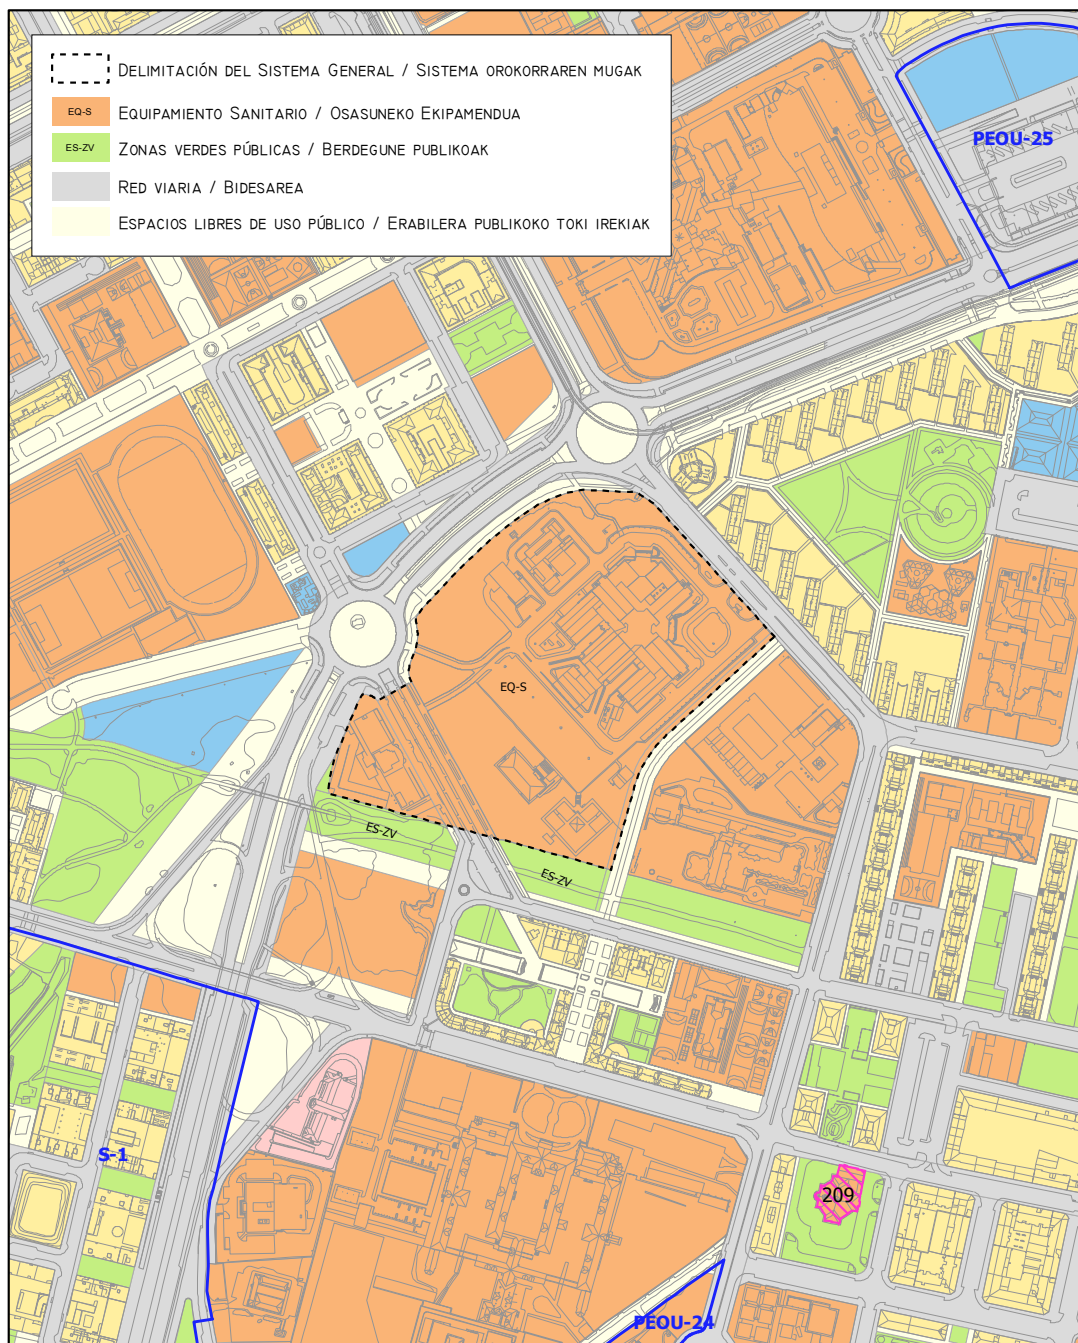 DELIMITACIÓN DEL SISTEMA GENERAL / SISTEMA OROKORRAREN MUGAK
EQ-S EQUIPAMIENTO SANITARIO / OSASUNEKO EKIPAMENDUA
ES-ZV ZONAS VERDES PÚBLICAS / BERDEGUNE PUBLIKOAK
RED VIARIA / BIDESAREA
ESPACIOS LIBRES DE USO PÚBLICO / ERABILERA PUBLIKOKO TOKI IREKIAK
PEOU-25
EQ-S
ES-ZV
ES-ZV
S-1
209
PEOU-24